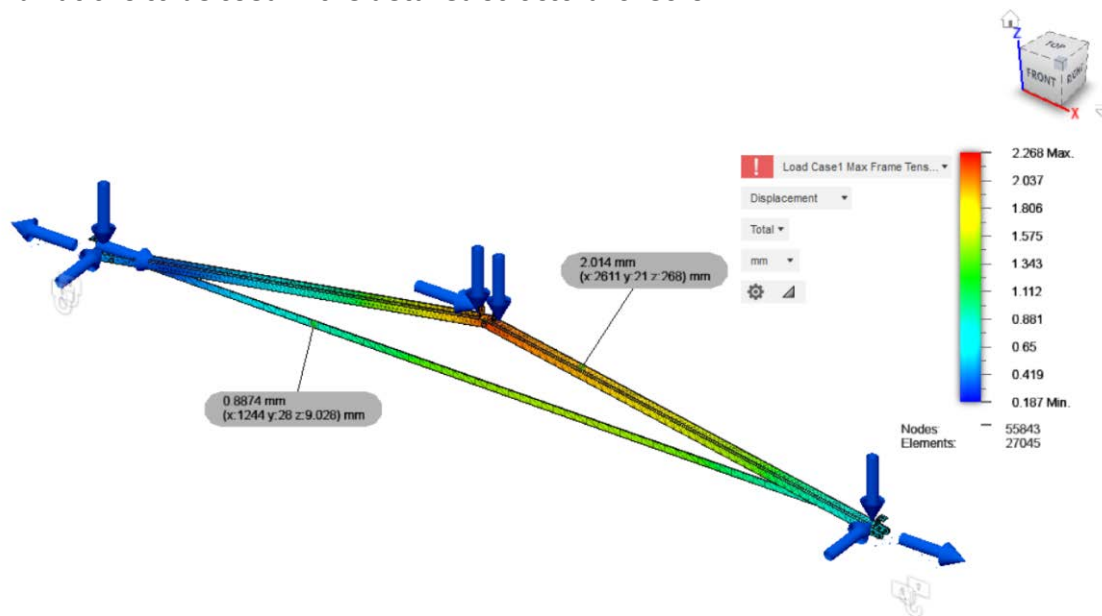 Z
TOP
FRONT
X
! Load Case1 Max Frame Tens...
Displacement
Total
mm
2.268 Max.
2.037
1.806
1.575
1.343
1.112
0.881
0.65
0.419
0.187 Min.
Nodes: 55843
Elements: 27045
2.014 mm
(x:2611 y:21 z:268) mm
0.8874 mm
(x:1244 y:28 z:9.028) mm